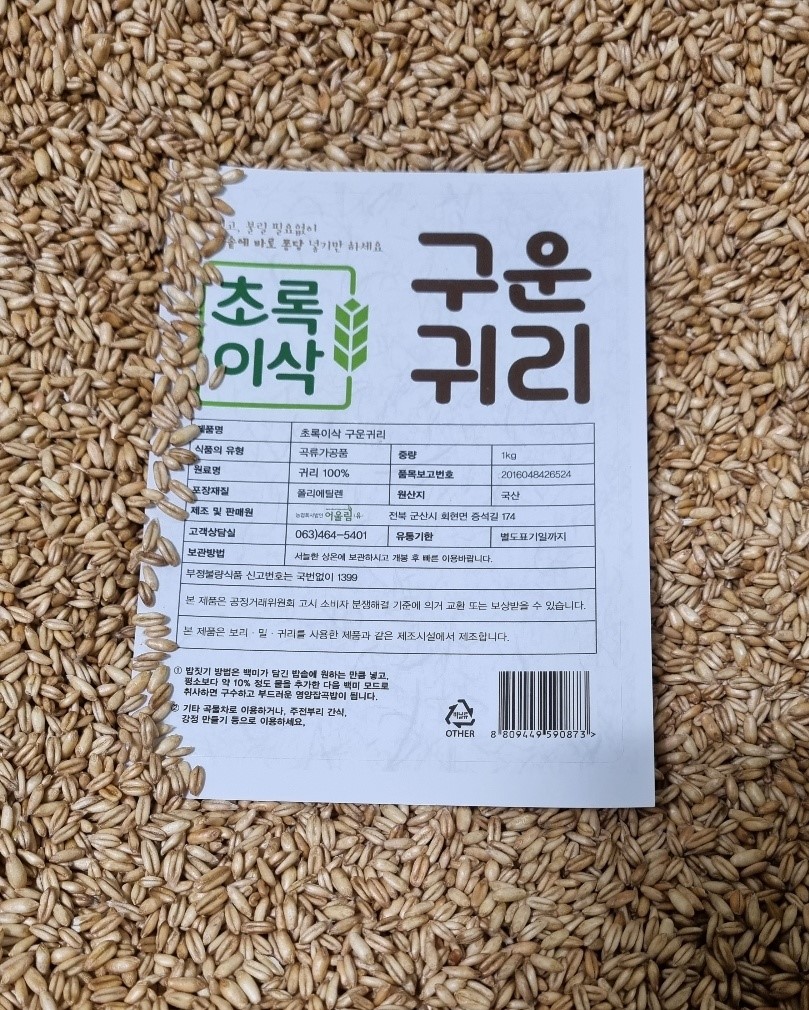 고, 불릴 필요없이
솥에 바로 퐁당 넣기만 하세요
초록
이삭
구운
귀리
제품명 초록이삭 구운귀리
식품의 유형 곡류가공품 중량 1kg
원료명 귀리 100% 품목보고번호 2016048426524
포장재질 폴리에틸렌 원산지 국산
제조 및 판매원 농업회사법인 어울림 유 전북 군산시 회현면 증석길 174
고객상담실 063)464-5401 유통기한 별도표기일까지
보관방법 서늘한 상온에 보관하시고 개봉 후 빠른 이용바랍니다.
부정불량식품 신고번호는 국번없이 1399
본 제품은 공정거래위원회 고시 소비자 분쟁해결 기준에 의거 교환 또는 보상받을 수 있습니다.
본 제품은 보리 · 밀 · 귀리를 사용한 제품과 같은 제조시설에서 제조합니다.
① 밥짓기 방법은 백미가 담긴 밥솥에 원하는 만큼 넣고,
평소보다 약 10% 정도 물을 추가한 다음 백미 모드로
취사하면 구수하고 부드러운 영양잡곡밥이 됩니다.
② 기타 곡물차로 이용하거나, 주전부리 간식,
강정 만들기 등으로 이용하세요.
비닐류
OTHER
8 809449 590873 >